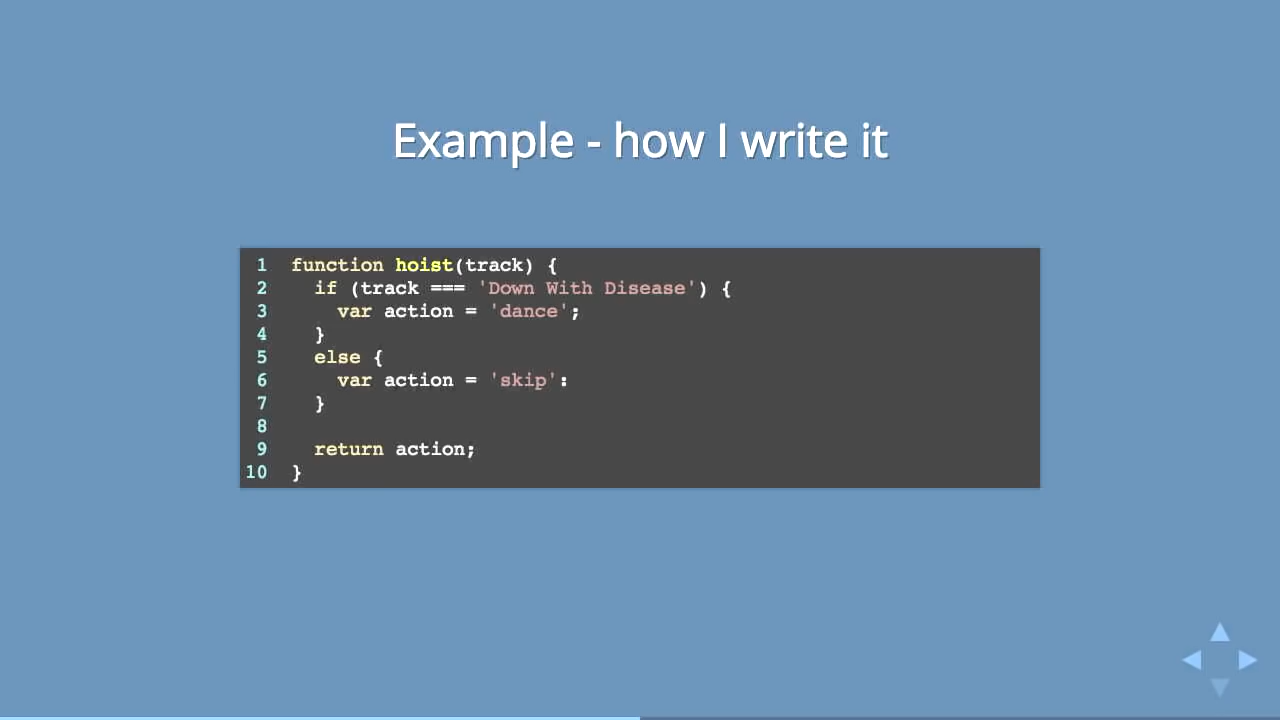 Example - how I write it
1 function hoist(track) {
2   if (track === 'Down With Disease') {
3     var action = 'dance';
4   }
5   else {
6     var action = 'skip':
7   }
8
9   return action;
10 }